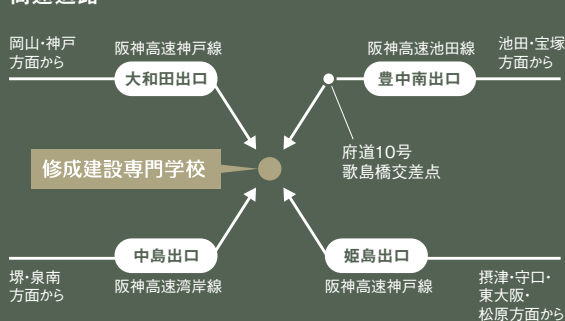 岡山・神戸
方面から
阪神高速神戸線
大和田出口
阪神高速池田線
豊中南出口
池田・宝塚
方面から
府道10号
歌島橋交差点
修成建設専門学校
堺・泉南
方面から
中島出口
阪神高速湾岸線
姫島出口
阪神高速神戸線
摂津・守口・
東大阪・
松原方面から